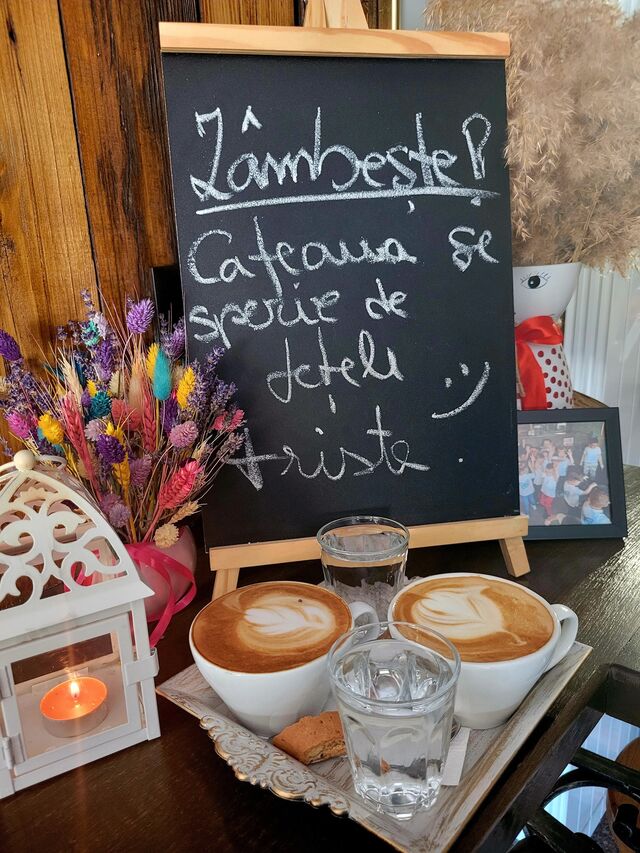 Zâmbește!
Cafeaua se
sperie de
fețele :)
triste.